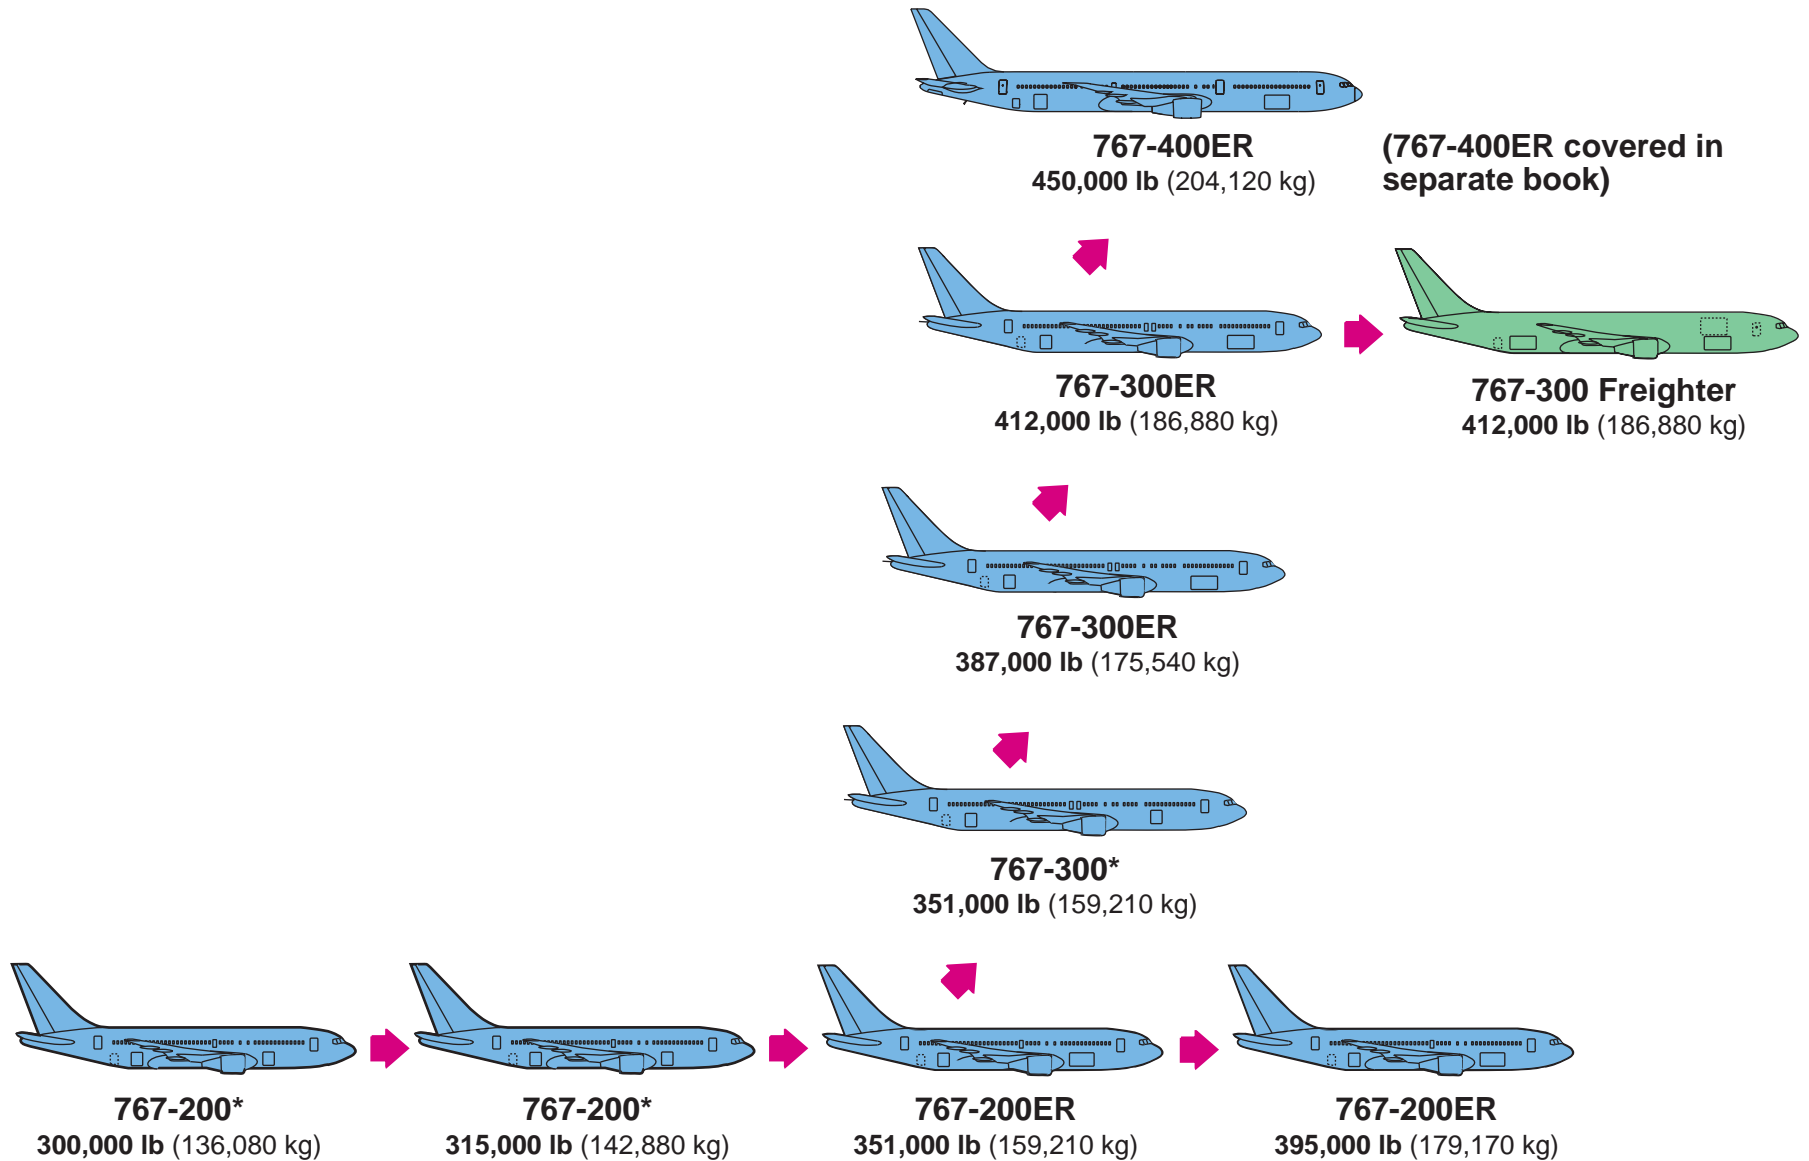 767-400ER
450,000 lb (204,120 kg)
(767-400ER covered in
separate book)
767-300ER
412,000 lb (186,880 kg)
767-300 Freighter
412,000 lb (186,880 kg)
767-300ER
387,000 lb (175,540 kg)
767-300*
351,000 lb (159,210 kg)
767-200*
300,000 lb (136,080 kg)
767-200*
315,000 lb (142,880 kg)
767-200ER
351,000 lb (159,210 kg)
767-200ER
395,000 lb (179,170 kg)